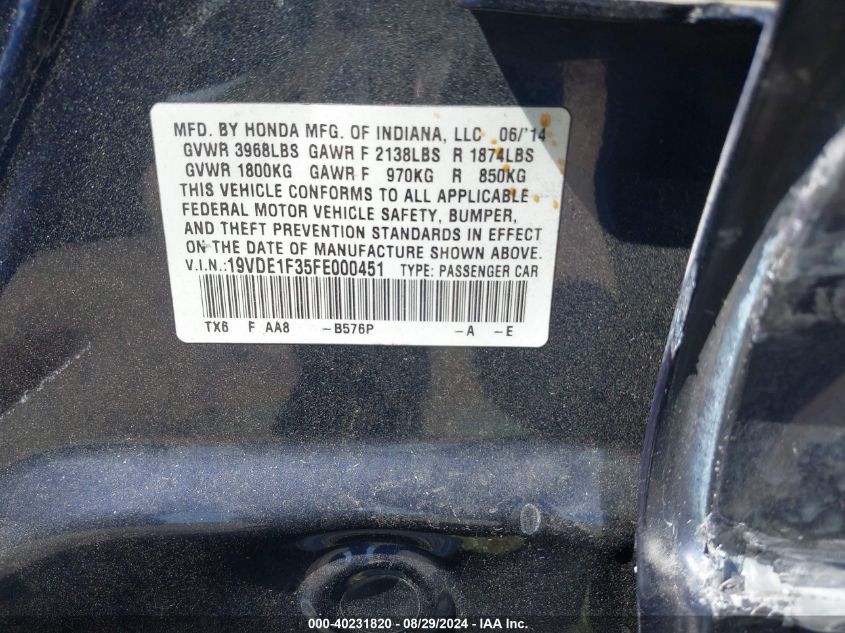 MFD. BY HONDA MFG. OF INDIANA, LLC 06/'14
GVWR 3968LBS GAWR F 2138LBS R 1874LBS
GVWR 1800KG GAWR F 970KG R 850KG
THIS VEHICLE CONFORMS TO ALL APPLICABLE
FEDERAL MOTOR VEHICLE SAFETY, BUMPER,
AND THEFT PREVENTION STANDARDS IN EFFECT
ON THE DATE OF MANUFACTURE SHOWN ABOVE.
V.I.N.:19VDE1F35FE000451 TYPE: PASSENGER CAR
TX6 F AA8 -B576P -A -E
000-40231820 - 08/29/2024 - IAA Inc.